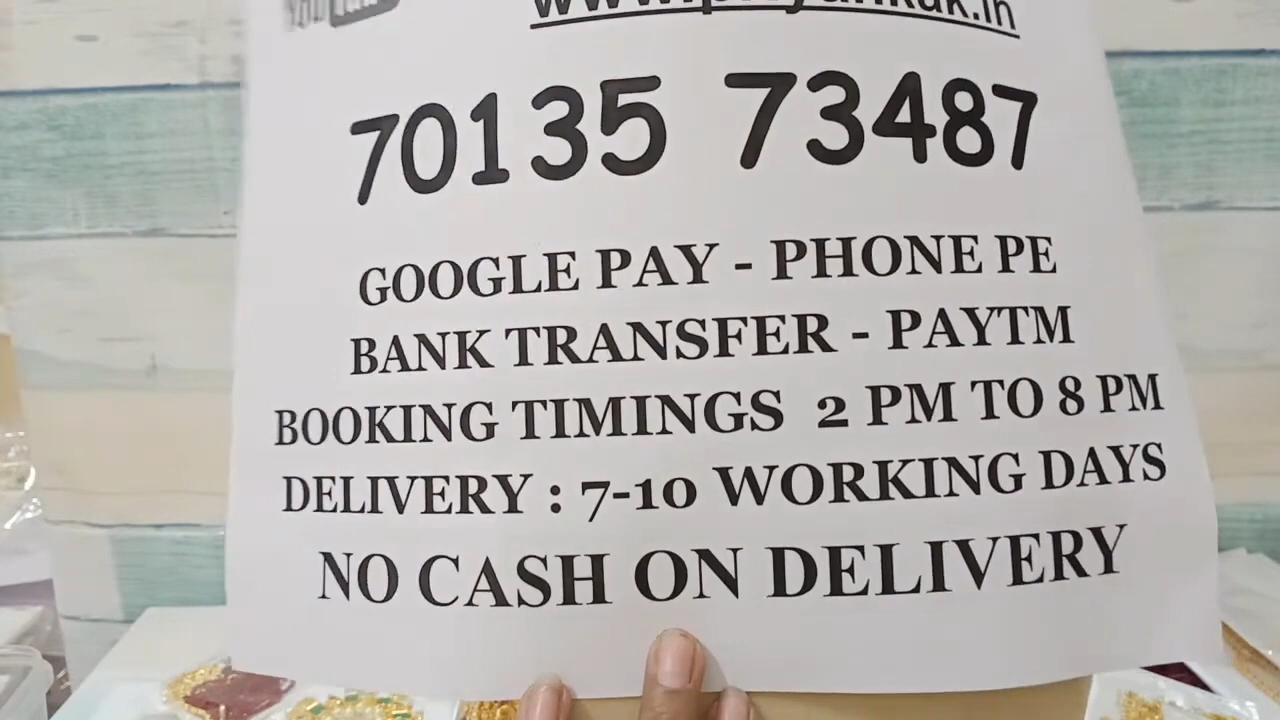 70135 73487
GOOGLE PAY - PHONE PE
BANK TRANSFER - PAYTM
BOOKING TIMINGS 2 PM TO 8 PM
DELIVERY : 7-10 WORKING DAYS
NO CASH ON DELIVERY